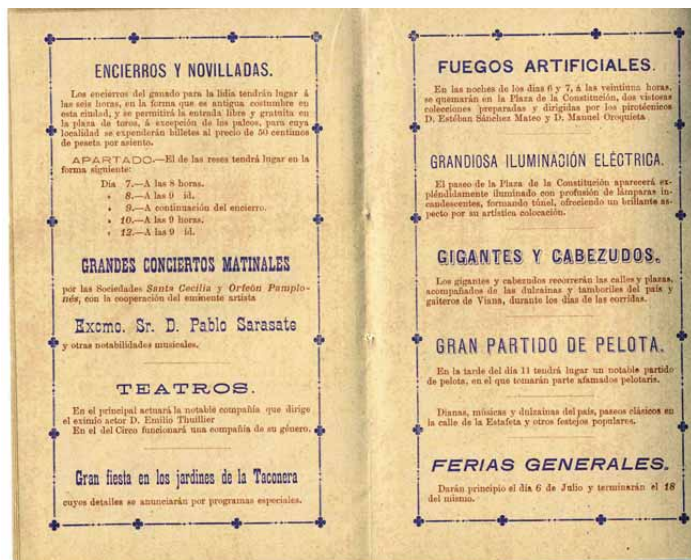 ENCIERROS Y NOVILLADAS.
Los encierros del ganado para la lidia tendrán lugar á
las seis horas, en la forma que es antigua costumbre en
esta ciudad, y se permitirá la entrada libre y gratuita en
la plaza de toros, á excepción de los palcos, para cuya
localidad se expenderán billetes al precio de 50 centimos
de peseta por asiento.
APARTADO.—El de las reses tendrá lugar en la
forma siguiente:
Dia 7.—A las 8 horas.
» 8.—A las 9 id.
» 9.—A continuación del encierro.
» 10.—A las 9 horas.
» 12.—A las 9 id.
GRANDES CONCIERTOS MATINALES
por las Sociedades Santa Cecilia y Orfeón Pamplo-
nés, con la cooperación del eminente artista
Excmo. Sr. D. Pablo Sarasate
y otras notabilidades musicales.
TEATROS.
En el principal actuará la notable compañia que dirige
el eximio actor D. Emilio Thuillier
En el del Circo funcionará una compañia de su género.
Gran fiesta en los jardines de la Taconera
cuyos detalles se anunciarán por programas especiales.
FUEGOS ARTIFICIALES.
En las noches de los dias 6 y 7, á las veintiuna horas,
se quemarán en la Plaza de la Constitución, dos vistosas
colecciones preparadas y dirigidas por los pirotécnicos
D. Estéban Sánchez Mateo y D. Manuel Oroquieta
GRANDIOSA ILUMINACIÓN ELÉCTRICA.
El paseo de la Plaza de la Constitución aparecerá ex-
pléndidamente iluminado con profusión de lámparas in-
candescentes, formando túnel, ofreciendo un brillante as-
pecto por su artística colocación.
GIGANTES Y CABEZUDOS.
Los gigantes y cabezudos recorrerán las calles y plazas,
acompañados de las dulzainas y tamboriles del país y
gaiteros de Viana, durante los días de las corridas.
GRAN PARTIDO DE PELOTA.
En la tarde del día 11 tendrá lugar un notable partido
de pelota, en el que tomarán parte afamados pelotaris.
Dianas, músicas y dulzainas del país, paseos clásicos en
la calle de la Estafeta y otros festejos populares.
FERIAS GENERALES.
Darán principio el día 6 de Julio y terminarán el 18
del mismo.